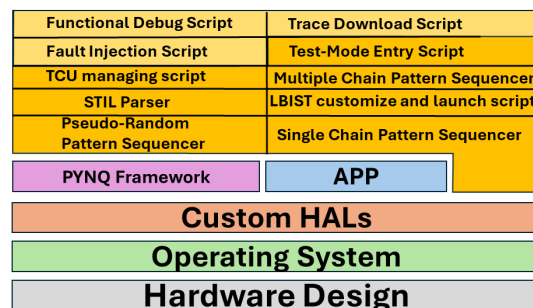 Functional Debug Script
Trace Download Script
Fault Injection Script
Test-Mode Entry Script
TCU managing script
Multiple Chain Pattern Sequencer
STIL Parser
LBIST customize and launch script
Pseudo-Random
Pattern Sequencer
Single Chain Pattern Sequencer
PYNQ Framework
APP
Custom HALs
Operating System
Hardware Design